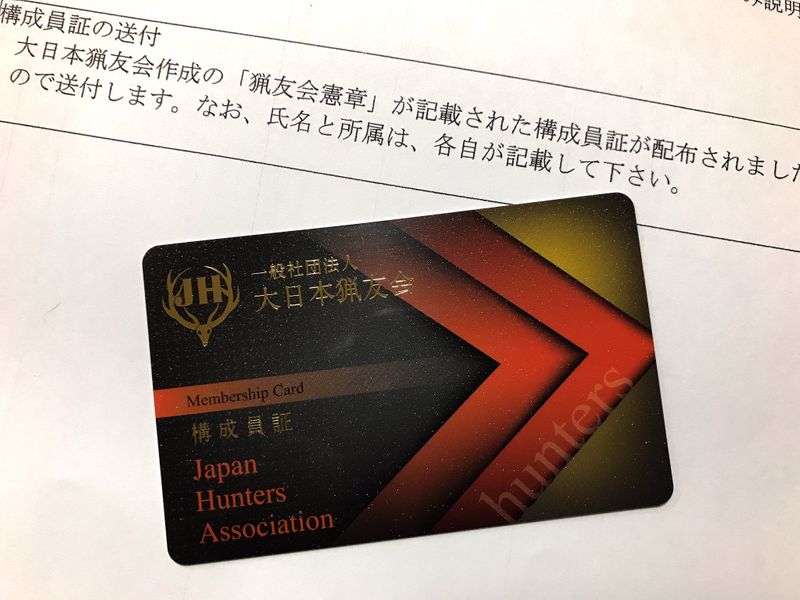 み説明
構成員証の送付
大日本猟友会作成の「猟友会憲章」が記載された構成員証が配布されました
ので送付します。なお、氏名と所属は、各自が記載して下さい。
JH
一般社団法人
大日本猟友会
Membership Card
構成員証
Japan
Hunters
Association
hunters